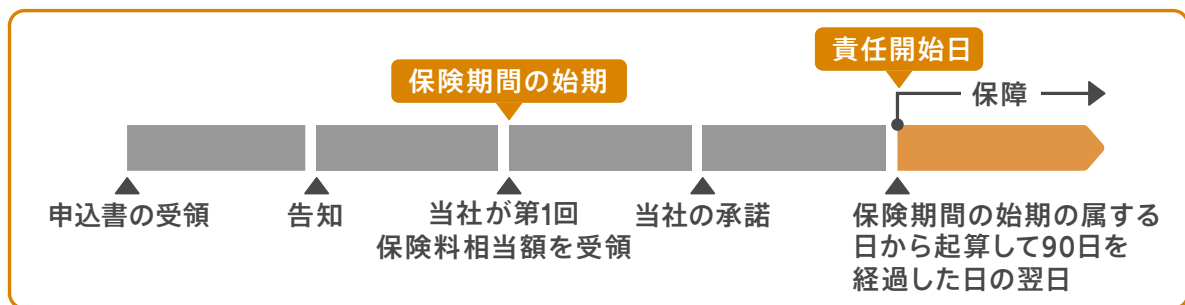 責任開始日
保険期間の始期
保障
申込書の受領
告知
当社が第1回
保険料相当額を受領
当社の承諾
保険期間の始期の属する
日から起算して90日を
経過した日の翌日